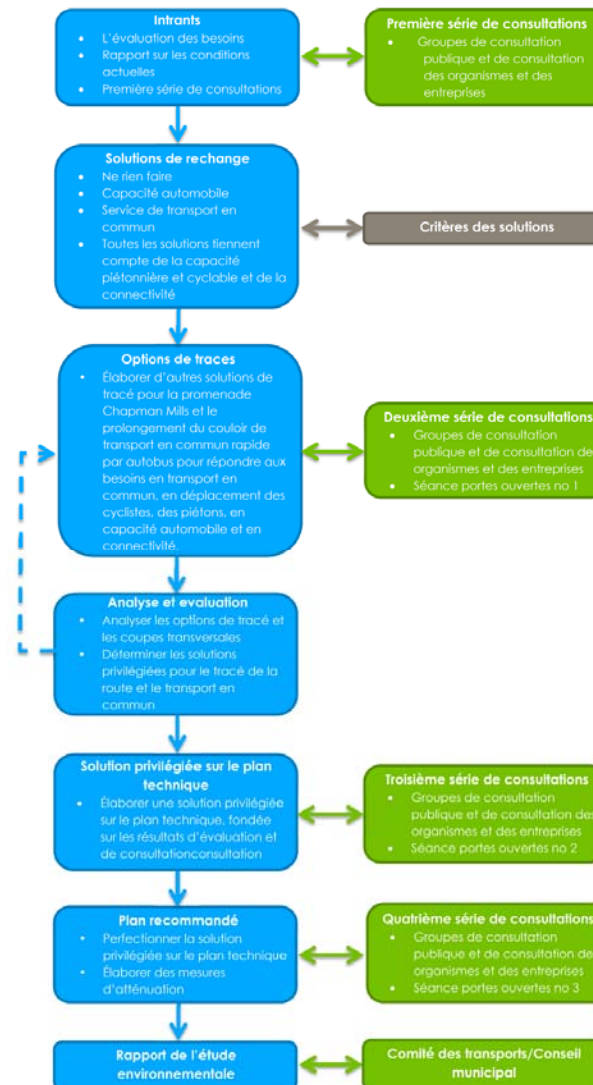 Intrants
• L'évaluation des besoins
• Rapport sur les conditions
actuelles
• Première série de consultations
Première série de consultations
• Groupes de consultation
publique et de consultation
des organismes et des
entreprises
Solutions de rechange
• Ne rien faire
• Capacité automobile
• Service de transport en
commun
• Toutes les solutions tiennent
compte de la capacité
piétonnière et cyclable et de la
connectivité
Critères des solutions
Options de traces
• Élaborer d'autres solutions de
tracé pour la promenade
Chapman Mills et le
prolongement du couloir de
transport en commun rapide
par autobus pour répondre aux
besoins en transport en
commun, en déplacement des
cyclistes, des piétons, en
capacité automobile et en
connectivité.
Deuxième série de consultations
• Groupes de consultation
publique et de consultation de
organismes et des entreprises
• Séance portes ouvertes no 1
Analyse et evaluation
• Analyser les options de tracé et
les coupes transversales
• Déterminer les solutions
privilégiées pour le tracé de la
route et le transport en
commun
Solution privilégiée sur le plan
technique
• Élaborer une solution privilégiée
sur le plan technique, fondée
sur les résultats d'évaluation et
de consultationconsultation
Troisième série de consultations
• Groupes de consultation
publique et de consultation des
organismes et des entreprises
• Séance portes ouvertes no 2
Plan recommandé
• Perfectionner la solution
privilégiée sur le plan technique
• Élaborer des mesures
d'atténuation
Quatrième série de consultations
• Groupes de consultation
publique et de consultation de
organismes et des entreprises
• Séance portes ouvertes no 3
Rapport de l'étude
environnementale
Comité des transports/Conseil
municipal